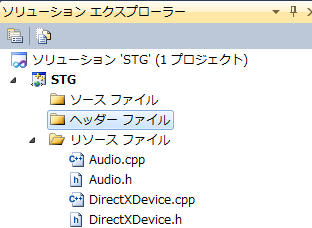 ソリューション エクスプローラー
ソリューション 'STG' (1 プロジェクト)
STG
ソース ファイル
ヘッダー ファイル
リソース ファイル
Audio.cpp
Audio.h
DirectXDevice.cpp
DirectXDevice.h